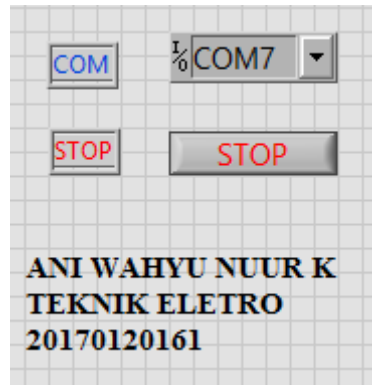 COM I/O COM7
STOP STOP
ANI WAHYU NUUR K
TEKNIK ELETRO
20170120161